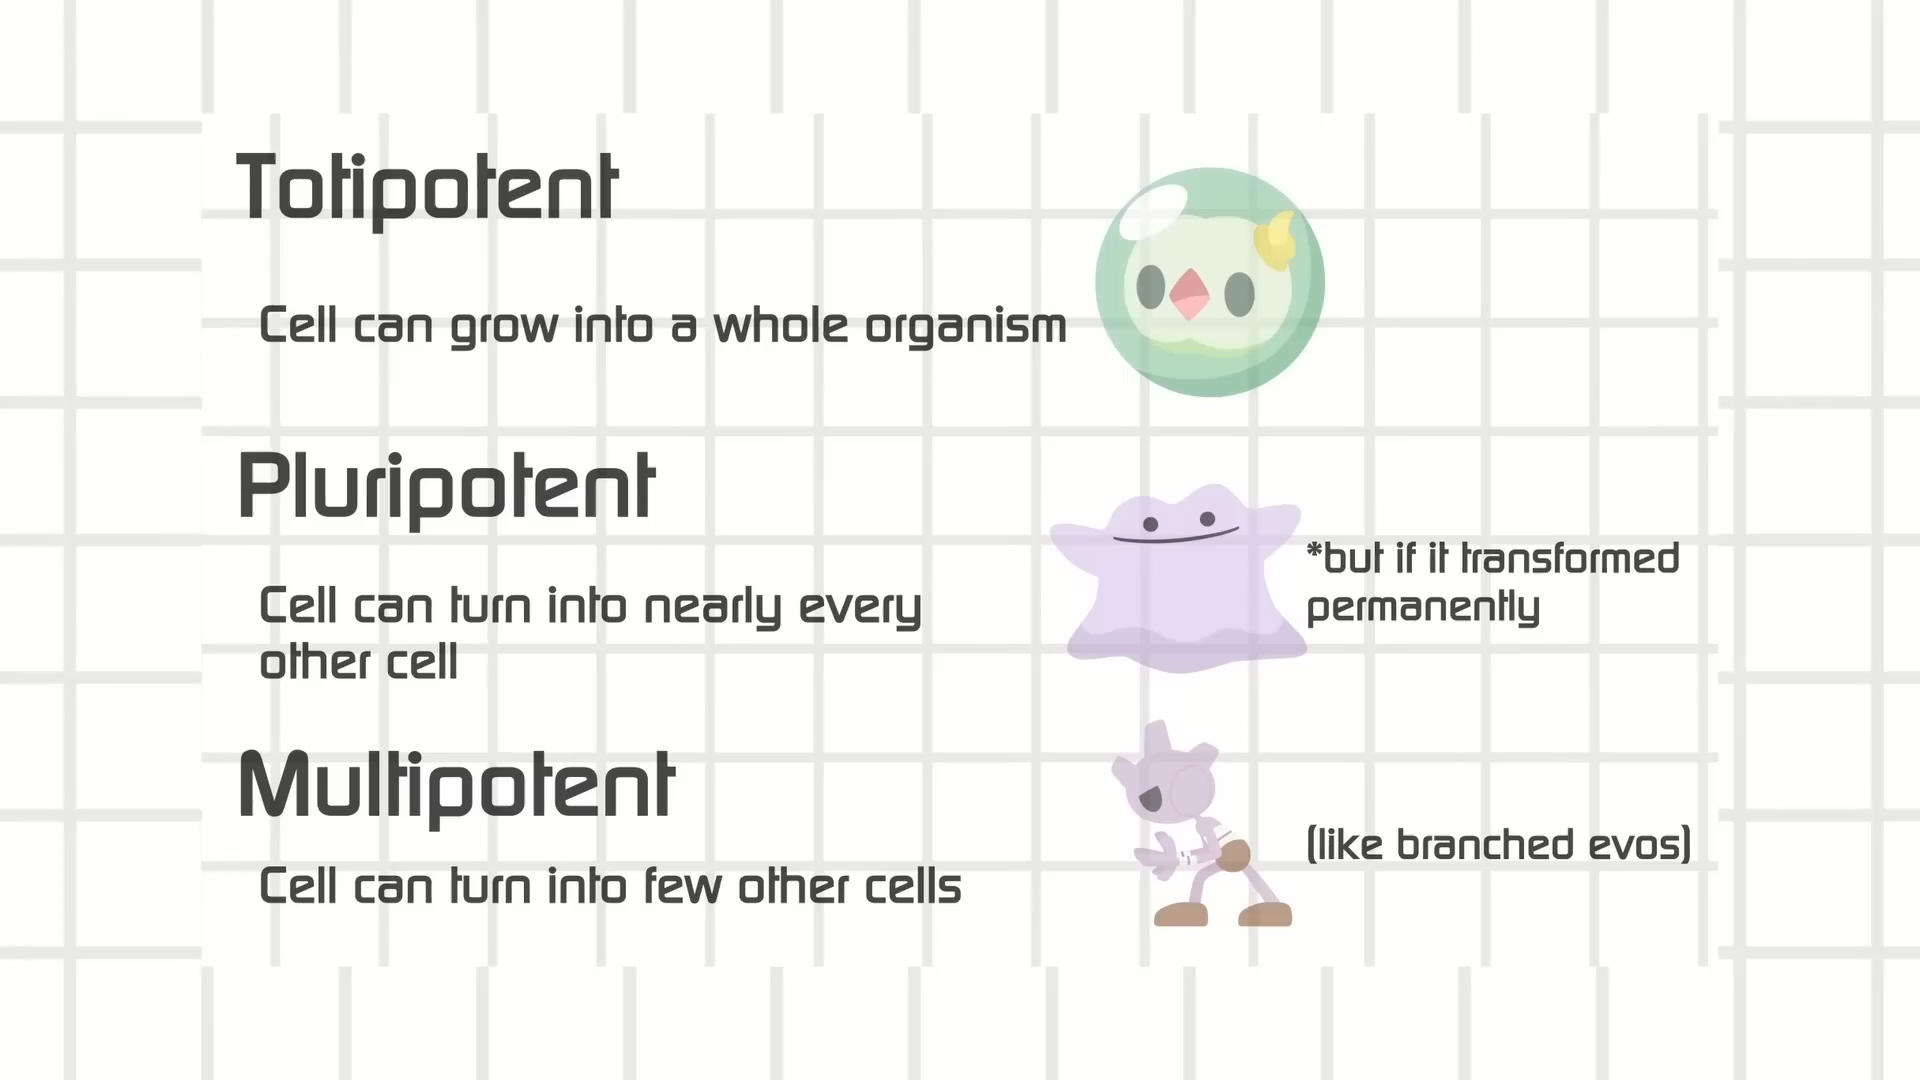 Totipotent
Cell can grow into a whole organism
Pluripotent
Cell can turn into nearly every
other cell
*but if it transformed
permanently
Multipotent
Cell can turn into few other cells
(like branched evos)